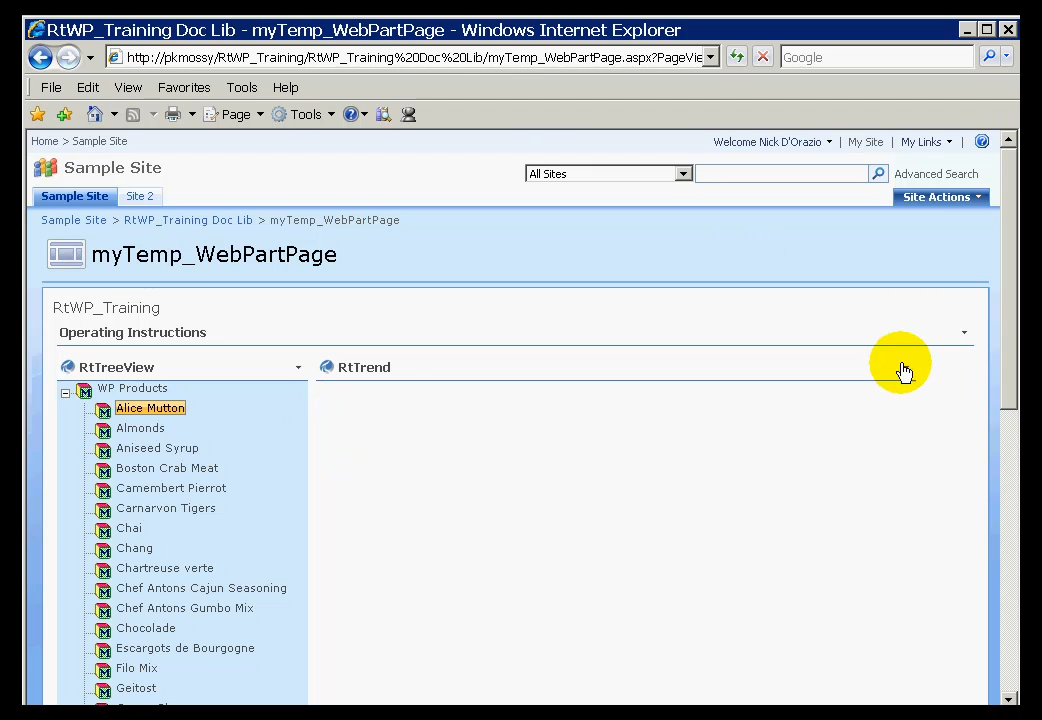 RtWP_Training Doc Lib - myTemp_WebPartPage - Windows Internet Explorer
http://pkmossy/RtWP_Training/RtWP_Training%20Doc%20Lib/myTemp_WebPartPage.aspx?PageVie
Google
File Edit View Favorites Tools Help
Page Tools
Home > Sample Site
Welcome Nick D'Orazio | My Site | My Links |
Sample Site
All Sites
Advanced Search
Sample Site Site 2
Site Actions
Sample Site > RtWP_Training Doc Lib > myTemp_WebPartPage
myTemp_WebPartPage
RtWP_Training
Operating Instructions
RtTreeView
RtTrend
WP Products
Alice Mutton
Almonds
Aniseed Syrup
Boston Crab Meat
Camembert Pierrot
Carnarvon Tigers
Chai
Chang
Chartreuse verte
Chef Antons Cajun Seasoning
Chef Antons Gumbo Mix
Chocolade
Escargots de Bourgogne
Filo Mix
Geitost